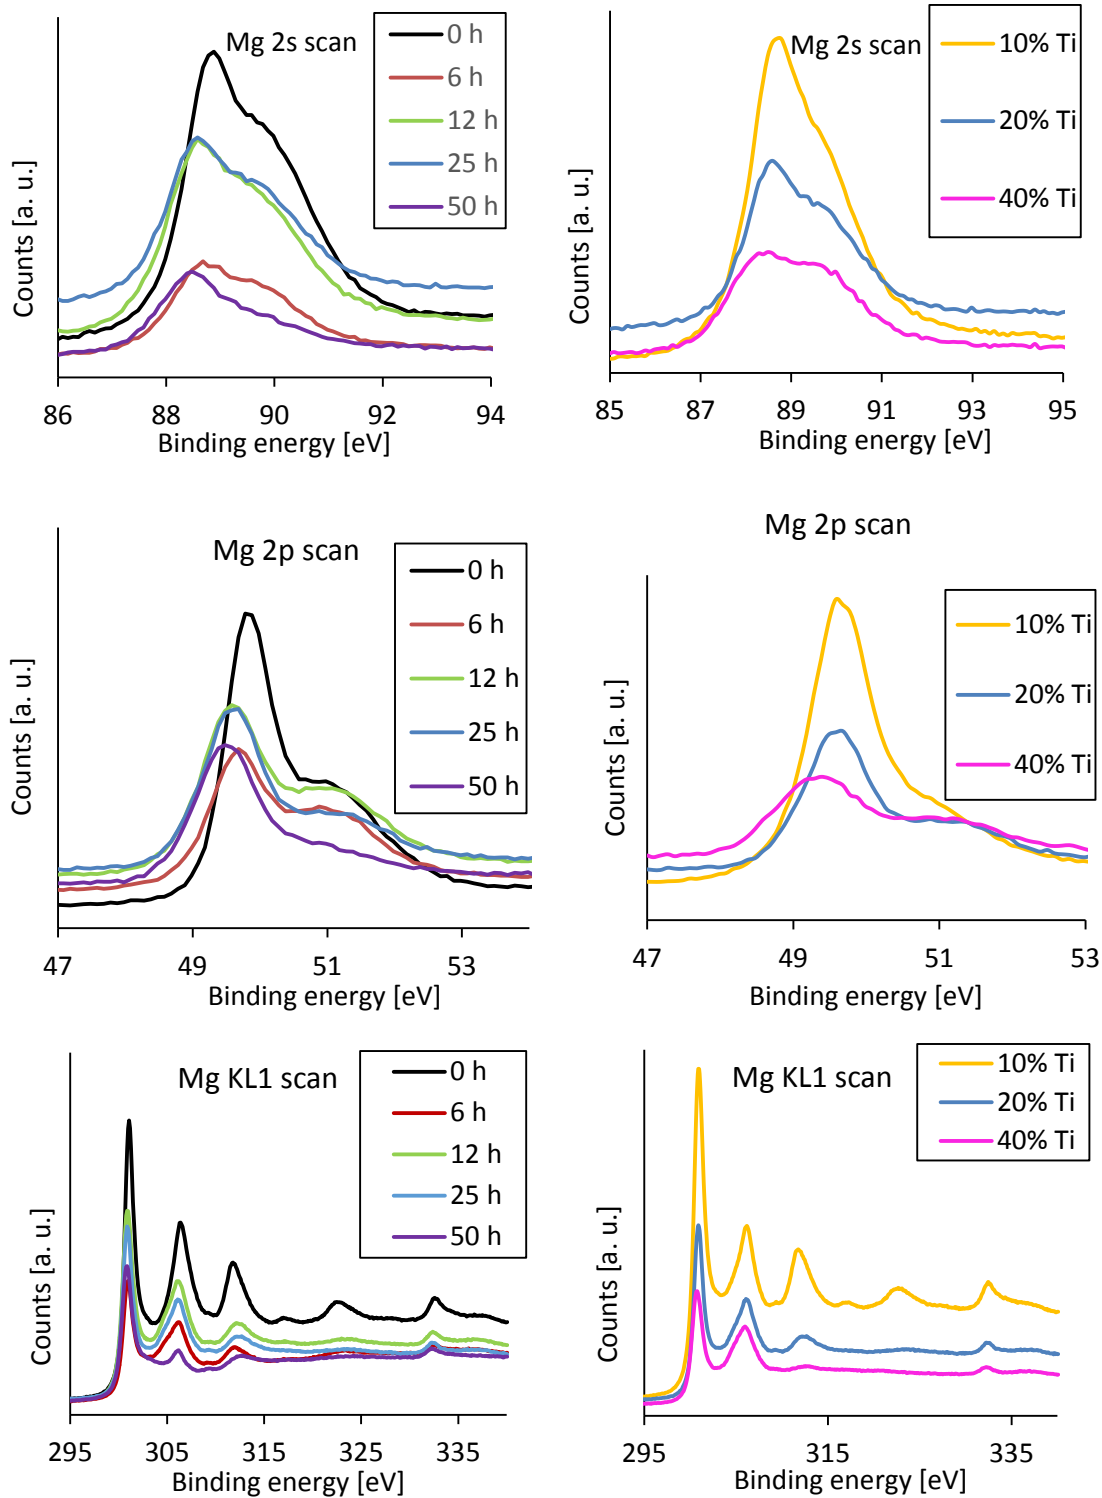 Mg 2s scan
0 h
6 h
12 h
25 h
50 h
Counts [a. u.]
86 88 90 92 94
Binding energy [eV]
Mg 2s scan
10% Ti
20% Ti
40% Ti
Counts [a. u.]
85 87 89 91 93 95
Binding energy [eV]
Mg 2p scan
0 h
6 h
12 h
25 h
50 h
Counts [a. u.]
47 49 51 53
Binding energy [eV]
Mg 2p scan
10% Ti
20% Ti
40% Ti
Counts [a. u.]
47 49 51 53
Binding energy [eV]
Mg KL1 scan
0 h
6 h
12 h
25 h
50 h
Counts [a. u.]
295 305 315 325 335
Binding energy [eV]
Mg KL1 scan
10% Ti
20% Ti
40% Ti
Counts [a. u.]
295 315 335
Binding energy [eV]